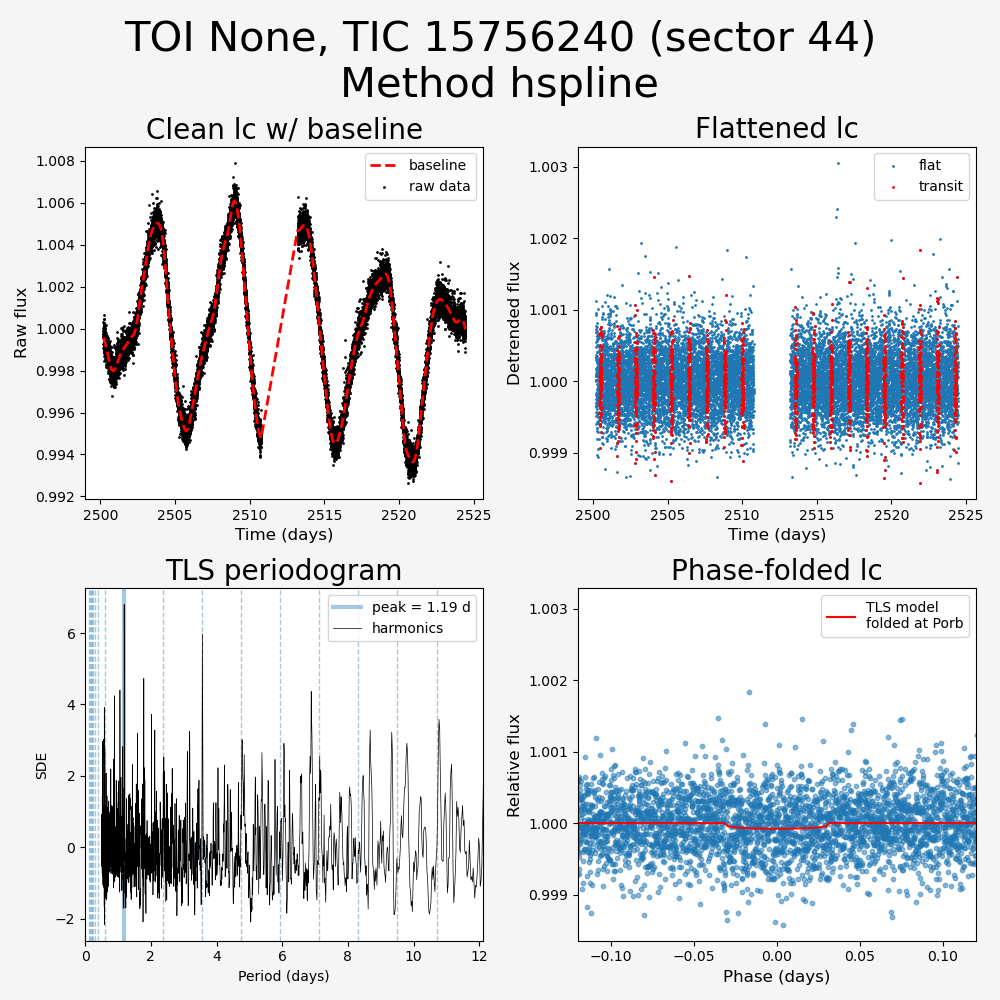 TOI None, TIC 15756240 (sector 44)
Method hspline
Clean lc w/ baseline
Raw flux
1.008
1.006
1.004
1.002
1.000
0.998
0.996
0.994
0.992
baseline
raw data
2500
2505
2510
2515
2520
2525
Time (days)
Flattened lc
Detrended flux
1.003
1.002
1.001
1.000
0.999
flat
transit
2500
2505
2510
2515
2520
2525
Time (days)
TLS periodogram
SDE
6
4
2
0
−2
peak = 1.19 d
harmonics
0
2
4
6
8
10
12
Period (days)
Phase-folded lc
Relative flux
1.003
1.002
1.001
1.000
0.999
TLS model
folded at Porb
−0.10
−0.05
0.00
0.05
0.10
Phase (days)